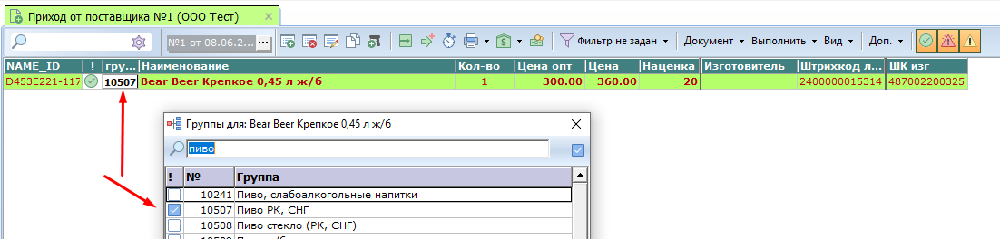 Приход от поставщика №1 (ООО Тест)
№1 от 08.06.2... ... Фильтр не задан Документ Выполнить Вид Доп.
NAME_ID ! гру... Наименование Кол-во Цена опт Цена Наценка Изготовитель Штрихкод л... ШК изг
D453E221-117 10507 Bear Beer Крепкое 0,45 л ж/б 1 300.00 360.00 20 2400000015314 487002200325
Группы для: Bear Beer Крепкое 0,45 л ж/б
пиво
! № Группа
10241 Пиво, слабоалкогольные напитки
10507 Пиво РК, СНГ
10508 Пиво стекло (РК, СНГ)